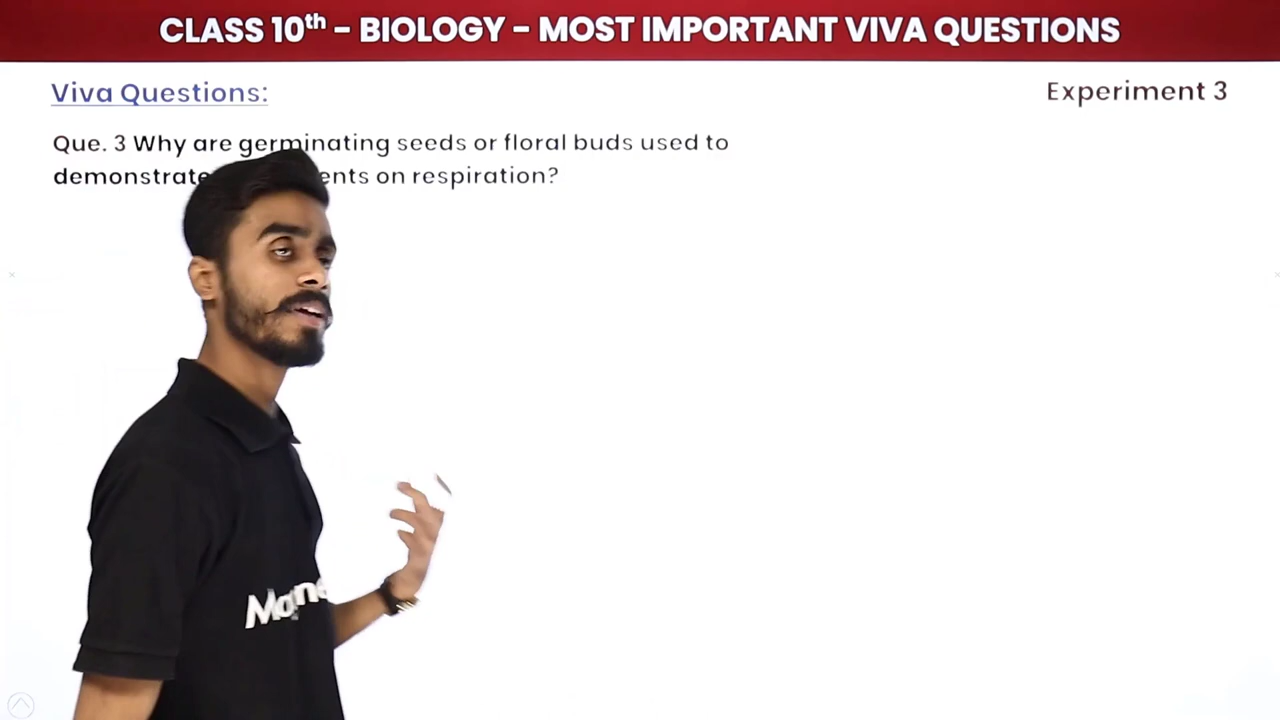 CLASS 10th - BIOLOGY - MOST IMPORTANT VIVA QUESTIONS
Viva Questions:
Experiment 3
Que. 3 Why are germinating seeds or floral buds used to
demonstrate on respiration?